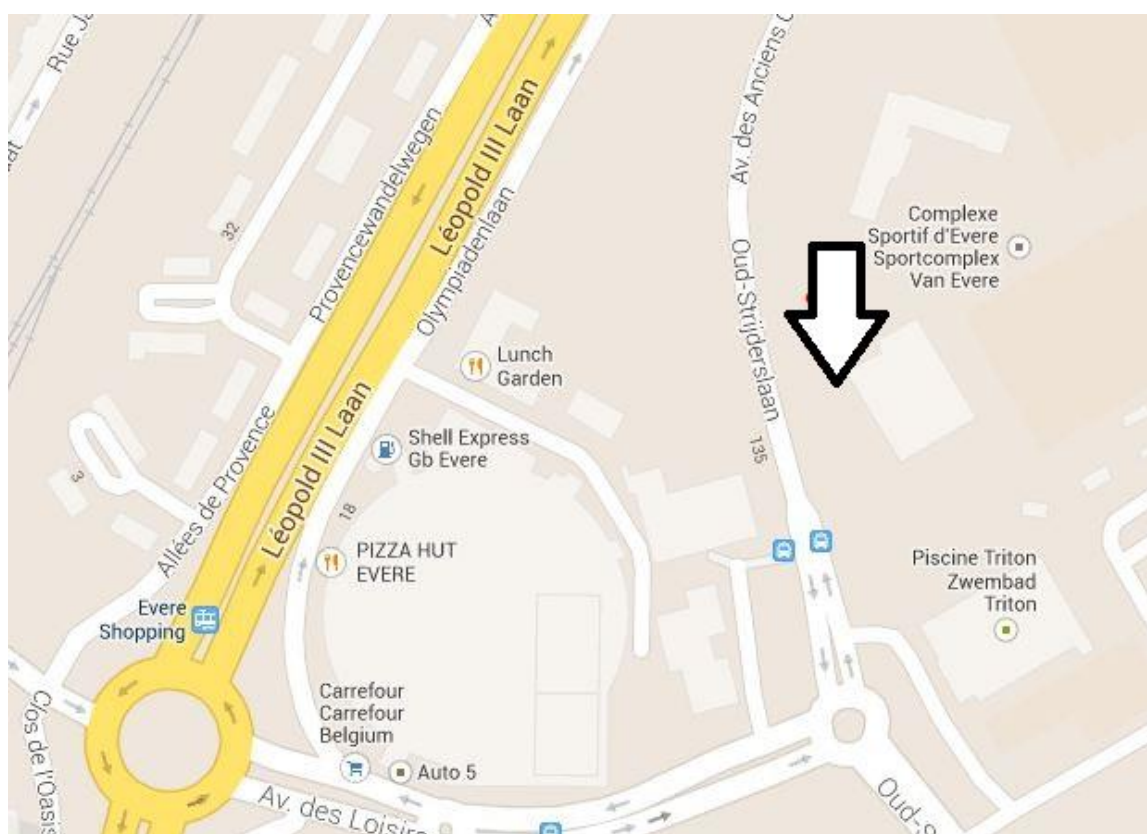 Rue Ja
aat
32
Provencewandelwegen
Léopold III Laan
Olympiadenlaan
Av. des Anciens C
Oud-Strijderslaan
Complexe
Sportif d'Evere
Sportcomplex
Van Evere
Lunch
Garden
Léopold III Laan
Shell Express
Gb Evere
135
3
Allées de Provence
18
PIZZA HUT
EVERE
Piscine Triton
Zwembad
Triton
Evere
Shopping
Clos de l'Oasis
Carrefour
Carrefour
Belgium
Auto 5
Av. des Loisirs
Oud-S